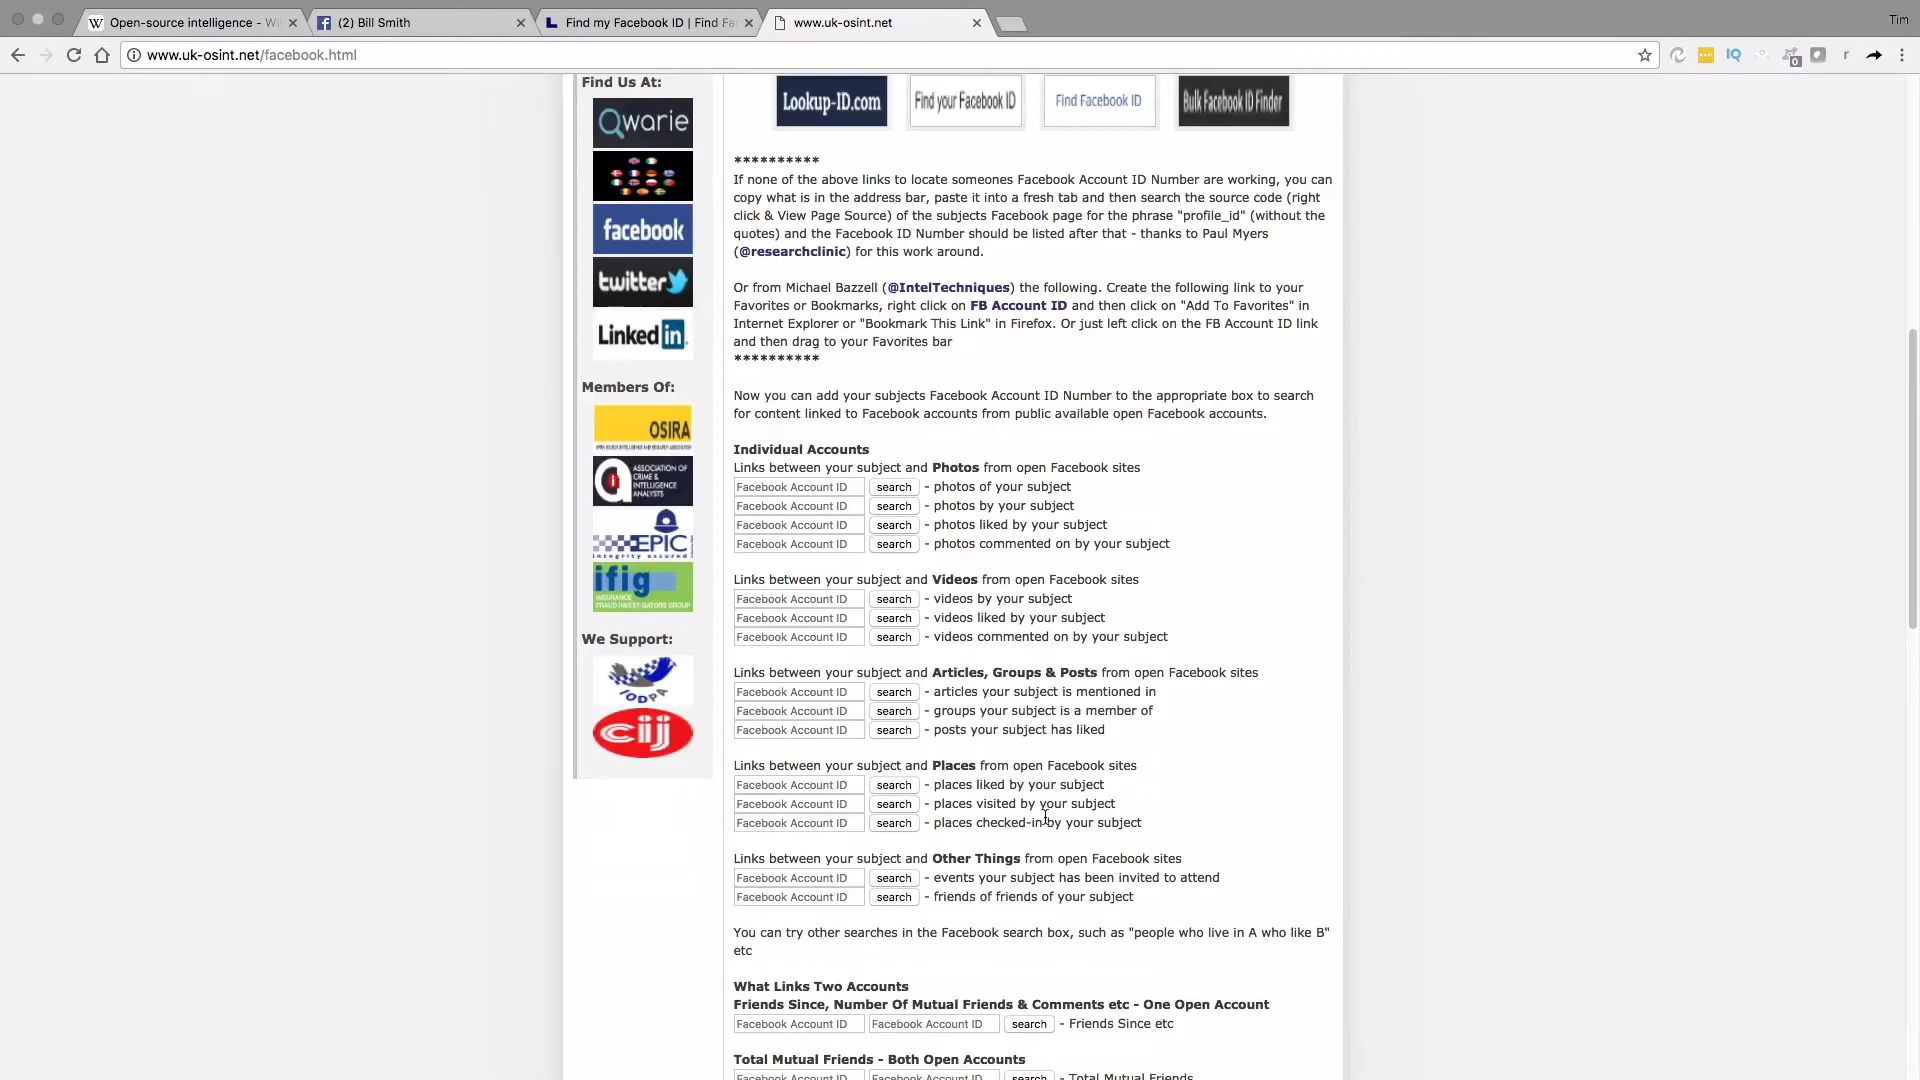 Open-source intelligence - Wi
(2) Bill Smith
Find my Facebook ID | Find Fa
www.uk-osint.net
Tim
www.uk-osint.net/facebook.html
Find Us At:
Qwarie
facebook
twitter
Linked in
Members Of:
OSIRA
OPEN SOURCE INTELLIGENCE AND RESEARCH ASSOCIATION
ASSOCIATION OF
CRIME &
INTELLIGENCE
ANALYSTS
EPIC
integrity assured
ifig
INSURANCE
FRAUD INVESTIGATORS GROUP
We Support:
IODPA
cij
Lookup-ID.com
Find your Facebook ID
Find Facebook ID
Bulk Facebook ID Finder
**********
If none of the above links to locate someones Facebook Account ID Number are working, you can
copy what is in the address bar, paste it into a fresh tab and then search the source code (right
click & View Page Source) of the subjects Facebook page for the phrase "profile_id" (without the
quotes) and the Facebook ID Number should be listed after that - thanks to Paul Myers
(@researchclinic) for this work around.
Or from Michael Bazzell (@IntelTechniques) the following. Create the following link to your
Favorites or Bookmarks, right click on FB Account ID and then click on "Add To Favorites" in
Internet Explorer or "Bookmark This Link" in Firefox. Or just left click on the FB Account ID link
and then drag to your Favorites bar
**********
Now you can add your subjects Facebook Account ID Number to the appropriate box to search
for content linked to Facebook accounts from public available open Facebook accounts.
Individual Accounts
Links between your subject and Photos from open Facebook sites
Facebook Account ID search - photos of your subject
Facebook Account ID search - photos by your subject
Facebook Account ID search - photos liked by your subject
Facebook Account ID search - photos commented on by your subject
Links between your subject and Videos from open Facebook sites
Facebook Account ID search - videos by your subject
Facebook Account ID search - videos liked by your subject
Facebook Account ID search - videos commented on by your subject
Links between your subject and Articles, Groups & Posts from open Facebook sites
Facebook Account ID search - articles your subject is mentioned in
Facebook Account ID search - groups your subject is a member of
Facebook Account ID search - posts your subject has liked
Links between your subject and Places from open Facebook sites
Facebook Account ID search - places liked by your subject
Facebook Account ID search - places visited by your subject
Facebook Account ID search - places checked-in by your subject
Links between your subject and Other Things from open Facebook sites
Facebook Account ID search - events your subject has been invited to attend
Facebook Account ID search - friends of friends of your subject
You can try other searches in the Facebook search box, such as "people who live in A who like B"
etc
What Links Two Accounts
Friends Since, Number Of Mutual Friends & Comments etc - One Open Account
Facebook Account ID Facebook Account ID search - Friends Since etc
Total Mutual Friends - Both Open Accounts
Facebook Account ID Facebook Account ID search - Total Mutual Friends